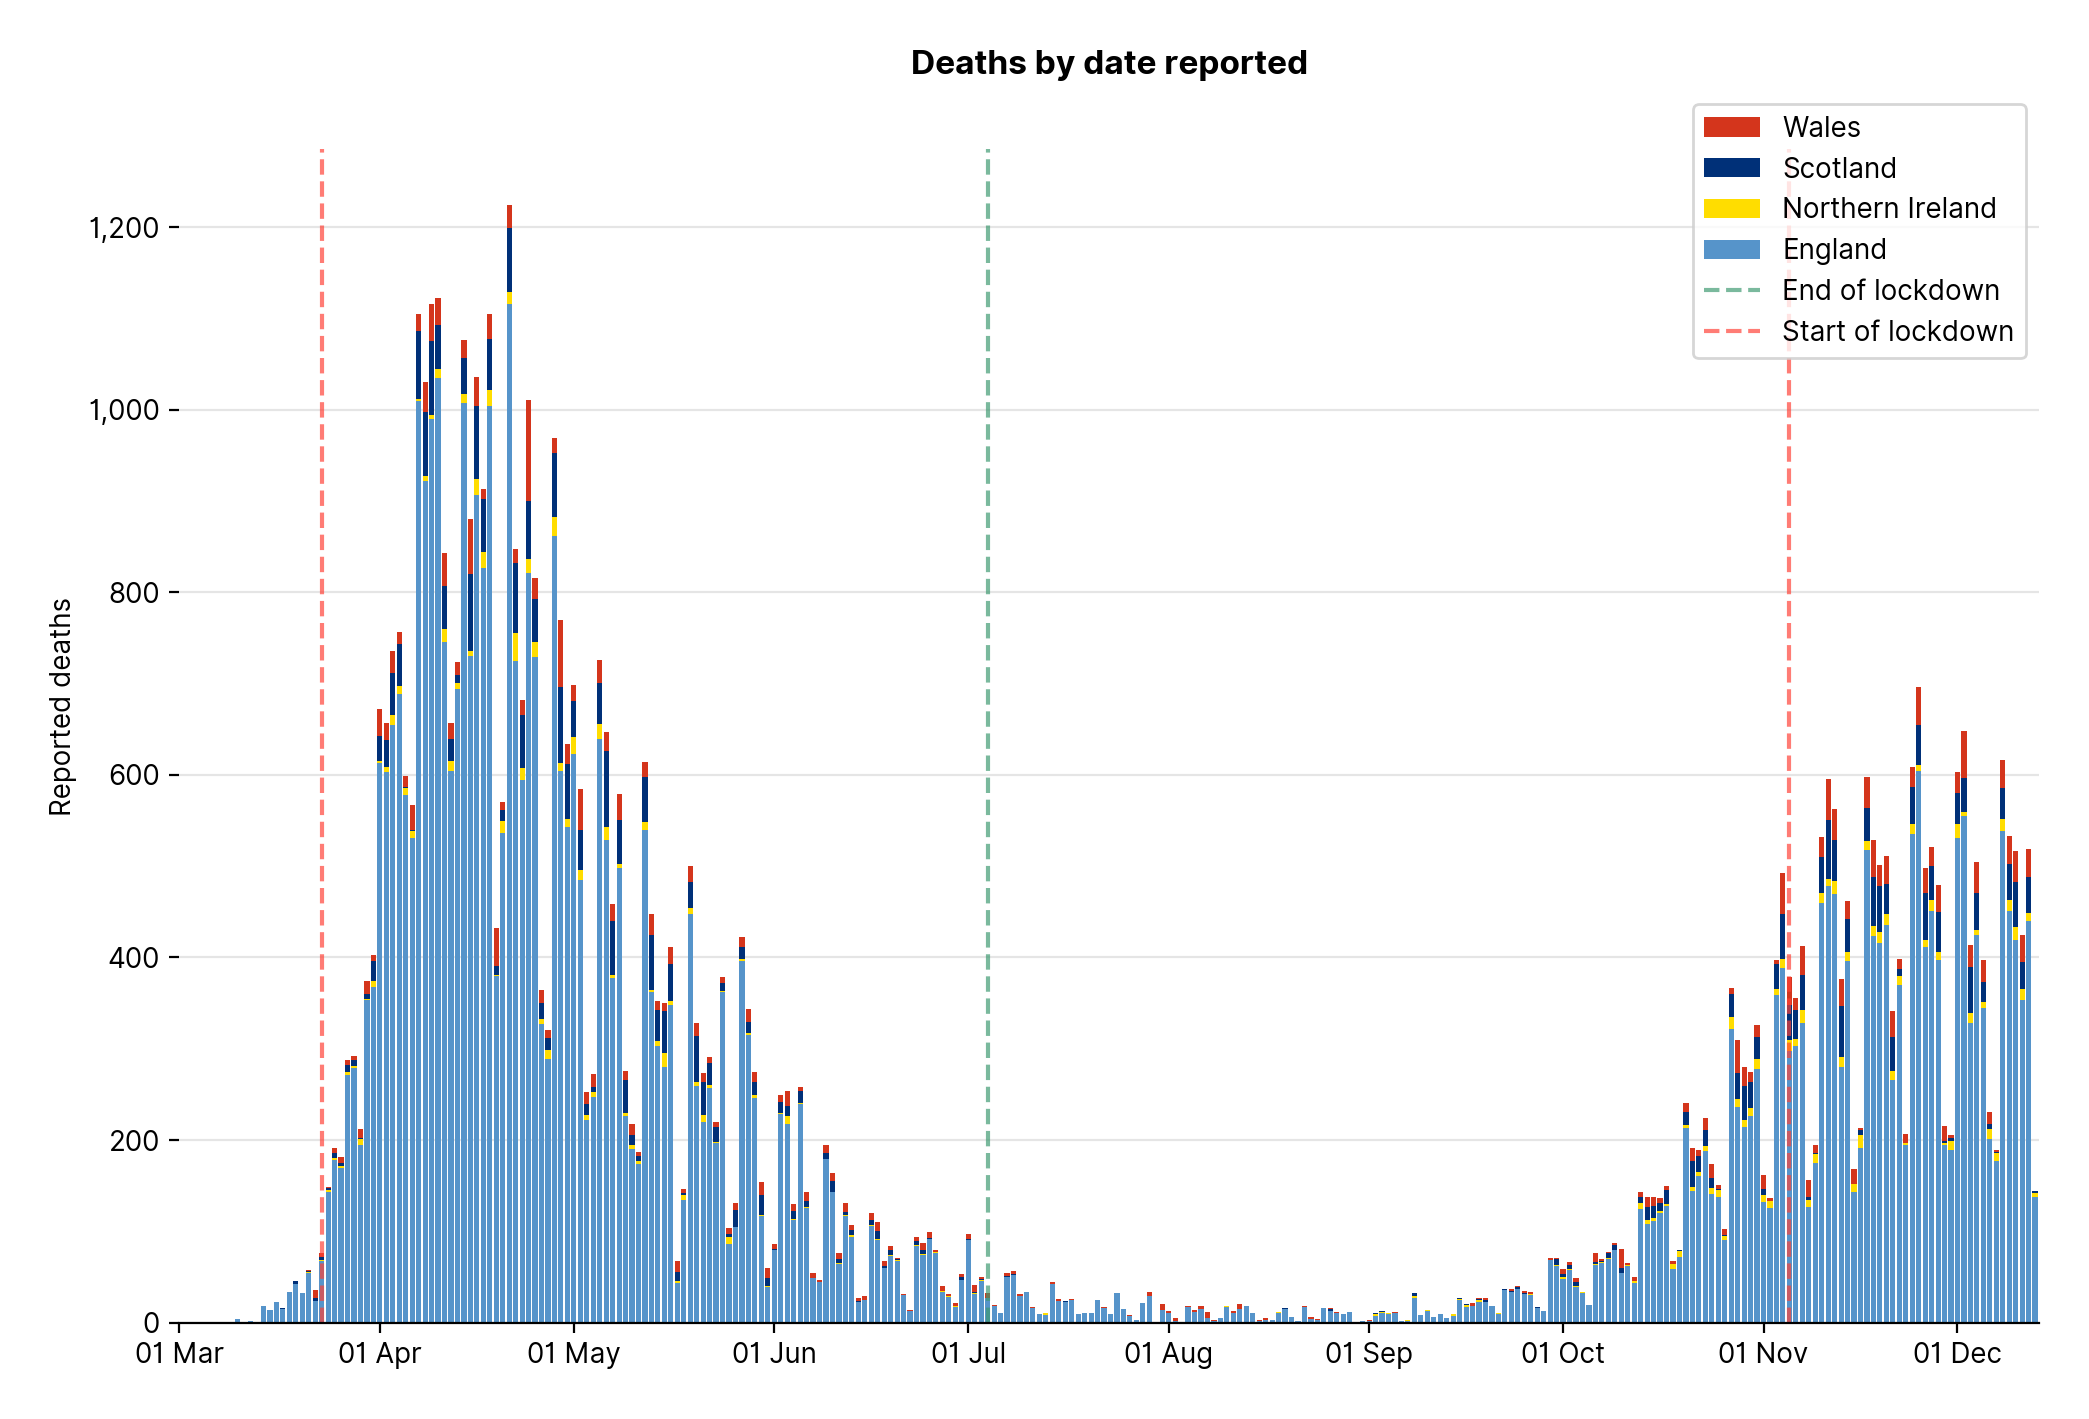 Deaths by date reported
Wales
Scotland
Northern Ireland
England
End of lockdown
Start of lockdown
Reported deaths
1,200
1,000
800
600
400
200
0
01 Mar 01 Apr 01 May 01 Jun 01 Jul 01 Aug 01 Sep 01 Oct 01 Nov 01 Dec